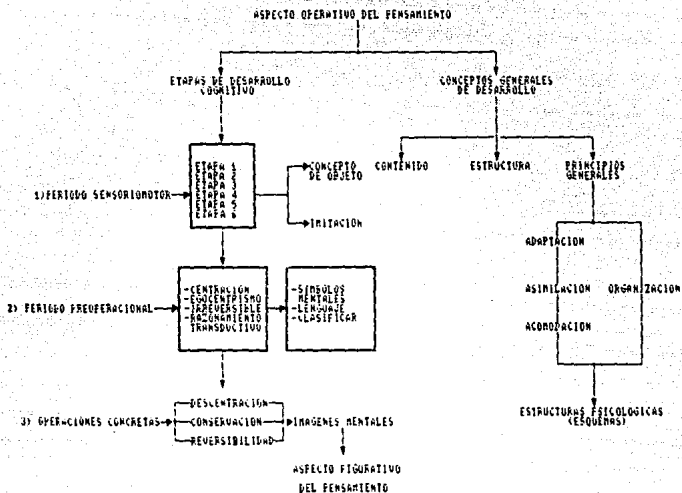 ASPECTO OPERATIVO DEL PENSAMIENTO
ETAPAS DE DESARROLLO
COGNITIVO
CONCEPTOS GENERALES
DE DESARROLLO
1)PERIODO SENSORIOMOTOR
ETAPA 1
ETAPA 2
ETAPA 3
ETAPA 4
ETAPA 5
ETAPA 6
CONCEPTO
DE OBJETO
IMITACION
CONTENIDO
ESTRUCTURA
PRINCIPIOS
GENERALES
ADAPTACION
ASIMILACION
ORGANIZACION
ACOMODACION
ESTRUCTURAS PSICOLOGICAS
(ESQUEMAS)
2) PERIODO PREOPERACIONAL
-CENTRACION
-EGOCENTRISMO
-IRREVERSIBLE
-RAZONAMIENTO
TRANSDUCTIVO
-SIMBOLOS
MENTALES
-LENGUAJE
-CLASIFICAR
3) OPERACIONES CONCRETAS
DESCENTRACION
CONSERVACION
REVERSIBILIDAD
IMAGENES MENTALES
ASPECTO FIGURATIVO
DEL PENSAMIENTO